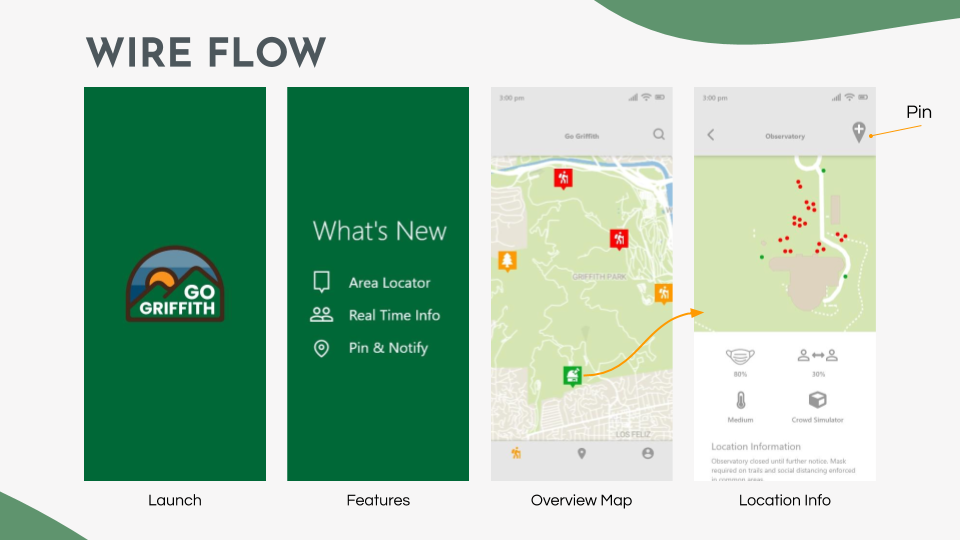 WIRE FLOW
GO
GRIFFITH
Launch
What's New
Area Locator
Real Time Info
Pin & Notify
Features
3:00 pm
Go Griffith
GRIFFITH PARK
LOS FELIZ
Overview Map
3:00 pm
Observatory
Pin
80%
30%
Medium
Crowd Simulator
Location Information
Observatory closed until further notice. Mask
required on trails and social distancing enforced
in common areas
Location Info